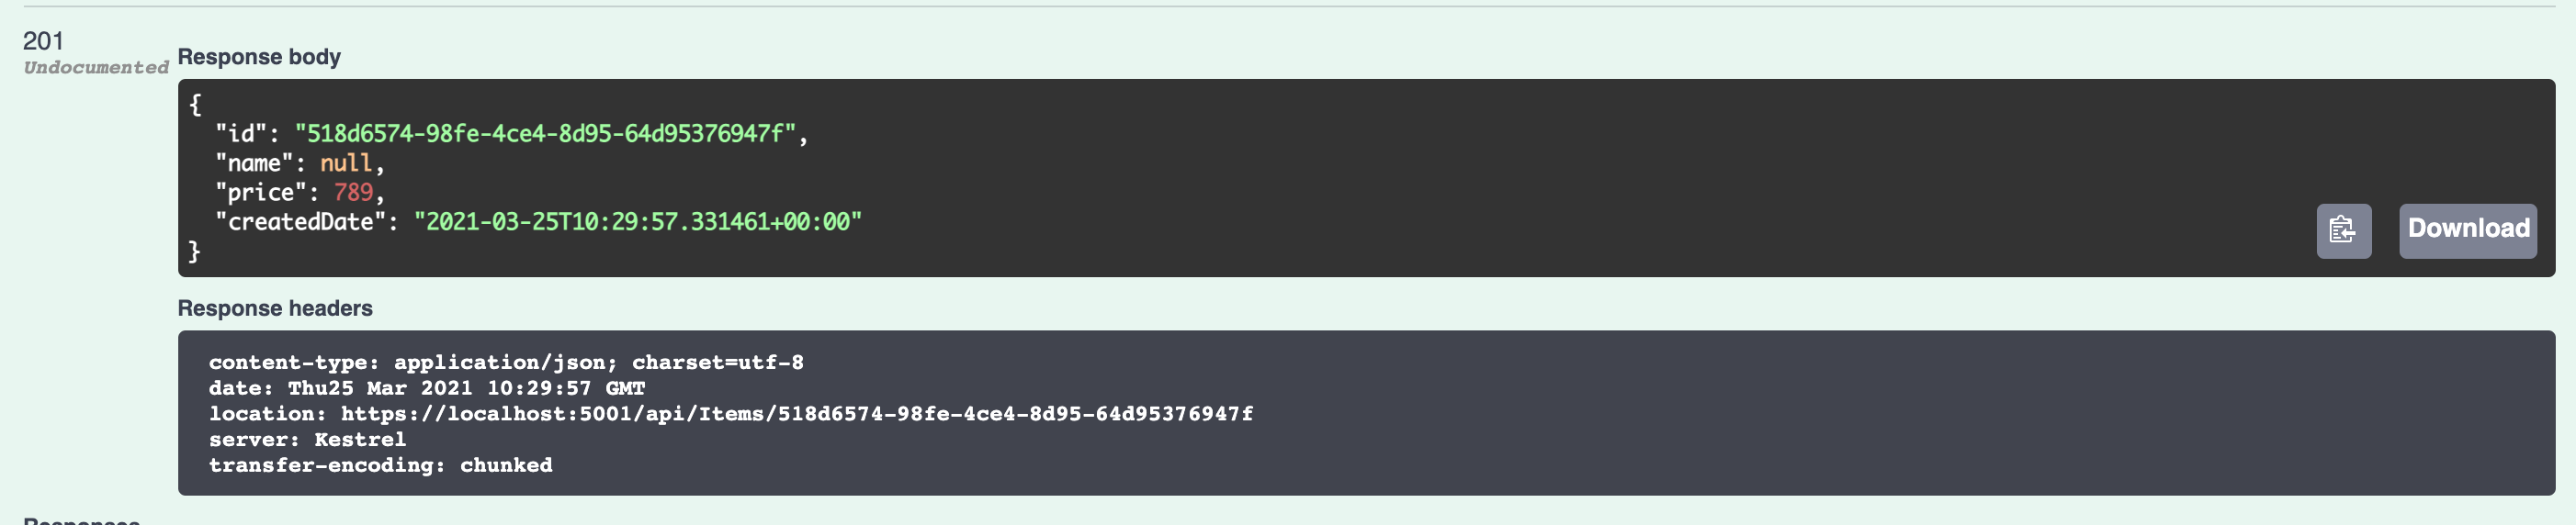 201
Undocumented
Response body
{
"id": "518d6574-98fe-4ce4-8d95-64d95376947f",
"name": null,
"price": 789,
"createdDate": "2021-03-25T10:29:57.331461+00:00"
}
Download
Response headers
content-type: application/json; charset=utf-8
date: Thu25 Mar 2021 10:29:57 GMT
location: https://localhost:5001/api/Items/518d6574-98fe-4ce4-8d95-64d95376947f
server: Kestrel
transfer-encoding: chunked
Responses